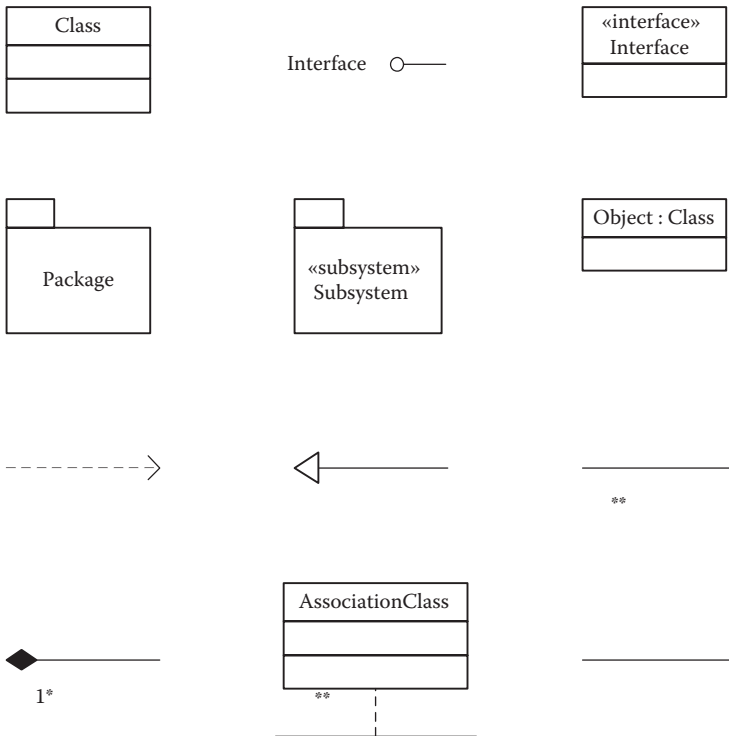 Class
Interface
«interface»
Interface
Package
«subsystem»
Subsystem
Object : Class
**
1*
AssociationClass
**